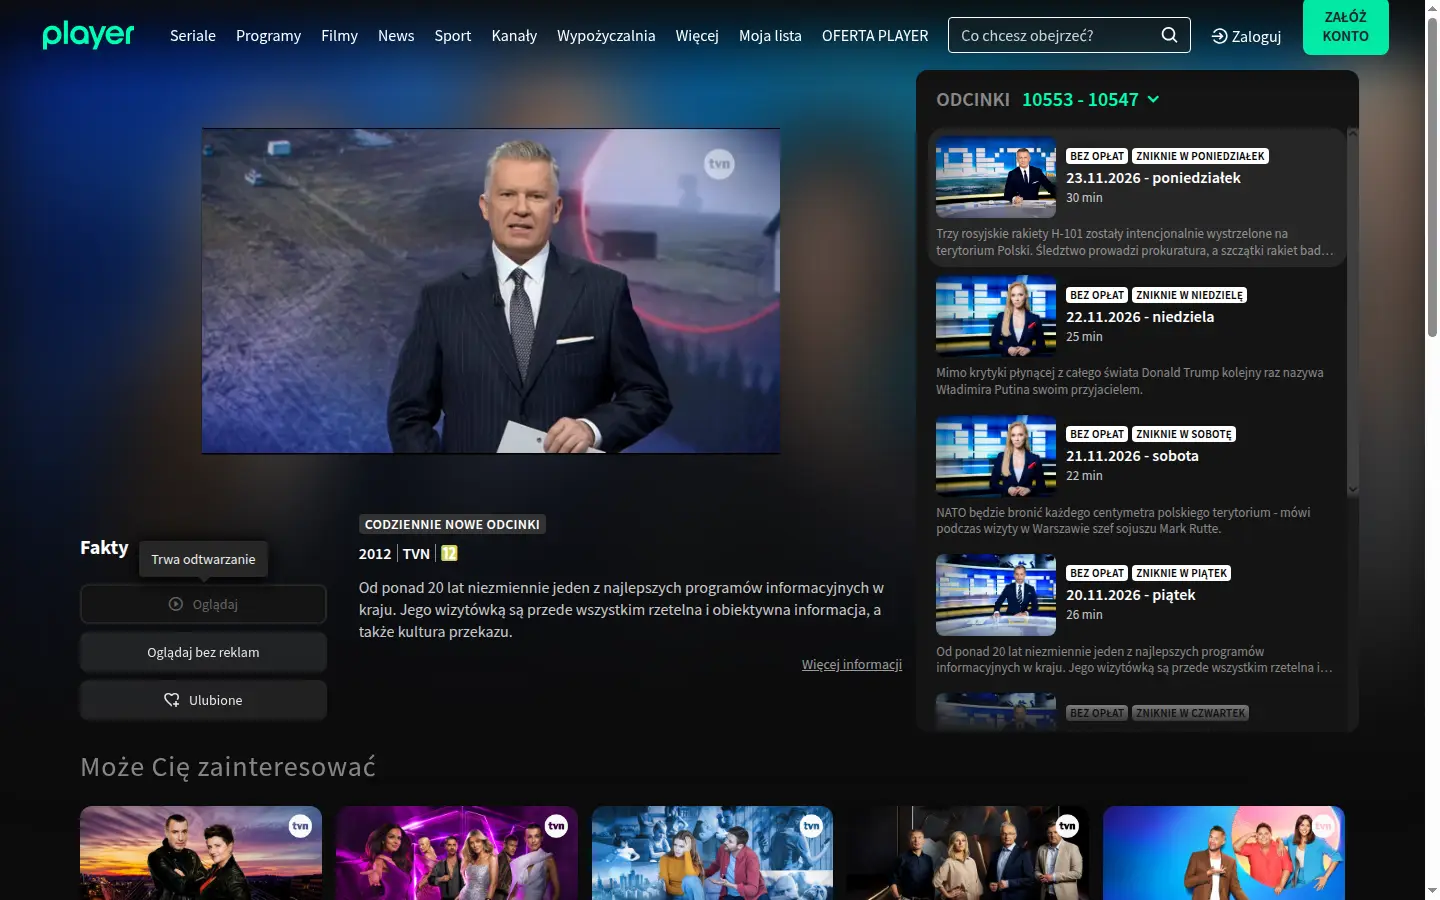 player
Seriale
Programy
Filmy
News
Sport
Kanały
Wypożyczalnia
Więcej
Moja lista
OFERTA PLAYER
Co chcesz obejrzeć?
Zaloguj
ZAŁÓŻ
KONTO
tvn
ODCINKI 10553 - 10547
BEZ OPŁAT ZNIKNIE W PONIEDZIAŁEK
23.11.2026 - poniedziałek
30 min
Trzy rosyjskie rakiety H-101 zostały intencjonalnie wystrzelone na
terytorium Polski. Śledztwo prowadzi prokuratura, a szczątki rakiet bad…
BEZ OPŁAT ZNIKNIE W NIEDZIELĘ
22.11.2026 - niedziela
25 min
Mimo krytyki płynącej z całego świata Donald Trump kolejny raz nazywa
Władimira Putina swoim przyjacielem.
BEZ OPŁAT ZNIKNIE W SOBOTĘ
21.11.2026 - sobota
22 min
NATO będzie bronić każdego centymetra polskiego terytorium - mówi
podczas wizyty w Warszawie szef sojuszu Mark Rutte.
BEZ OPŁAT ZNIKNIE W PIĄTEK
20.11.2026 - piątek
26 min
Od ponad 20 lat niezmiennie jeden z najlepszych programów
informacyjnych w kraju. Jego wizytówką są przede wszystkim rzetelna i…
BEZ OPŁAT ZNIKNIE W CZWARTEK
Fakty
Trwa odtwarzanie
Oglądaj
Oglądaj bez reklam
Ulubione
CODZIENNIE NOWE ODCINKI
2012 TVN 12
Od ponad 20 lat niezmiennie jeden z najlepszych programów informacyjnych w
kraju. Jego wizytówką są przede wszystkim rzetelna i obiektywna informacja, a
także kultura przekazu.
Więcej informacji
Może Cię zainteresować
tvn
tvn
tvn
tvn
tvn